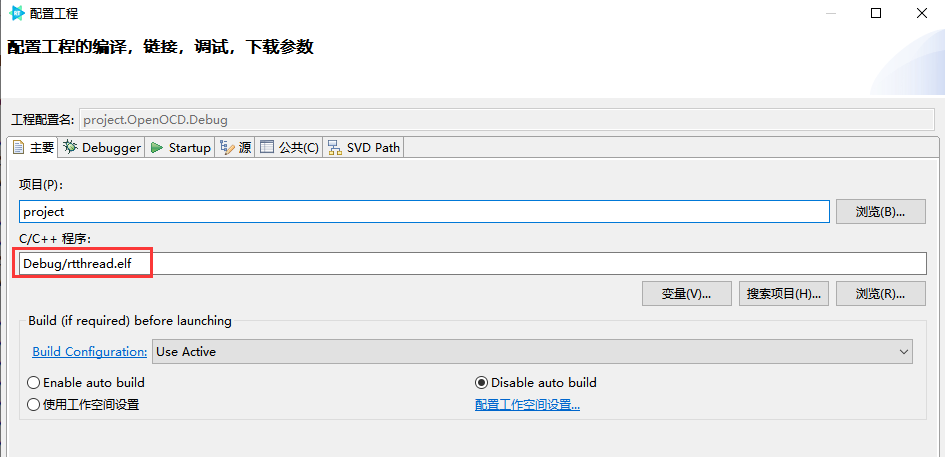 配置工程
配置工程的编译，链接，调试，下载参数
工程配置名: project.OpenOCD.Debug
主要 Debugger Startup 源 公共(C) SVD Path
项目(P):
project 浏览(B)...
C/C++ 程序:
Debug/rtthread.elf
变量(V)... 搜索项目(H)... 浏览(R)...
Build (if required) before launching
Build Configuration: Use Active
Enable auto build Disable auto build
使用工作空间设置 配置工作空间设置...